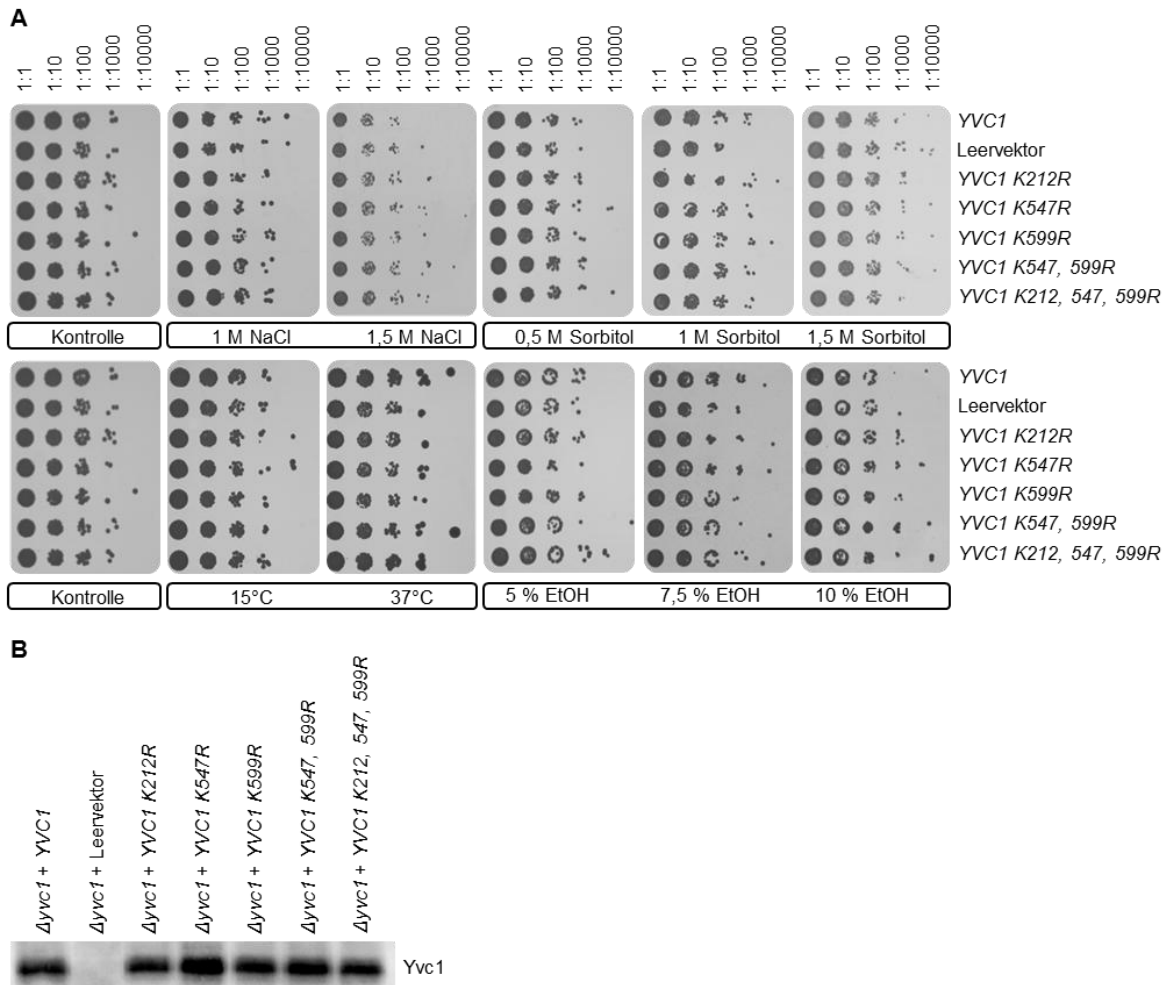 A
1:1 1:10 1:100 1:1000 1:10000 1:1 1:10 1:100 1:1000 1:10000 1:1 1:10 1:100 1:1000 1:10000 1:1 1:10 1:100 1:1000 1:10000 1:1 1:10 1:100 1:1000 1:10000 1:1 1:10 1:100 1:1000 1:10000
YVC1
Leervektor
YVC1 K212R
YVC1 K547R
YVC1 K599R
YVC1 K547, 599R
YVC1 K212, 547, 599R
Kontrolle 1 M NaCl 1,5 M NaCl 0,5 M Sorbitol 1 M Sorbitol 1,5 M Sorbitol
YVC1
Leervektor
YVC1 K212R
YVC1 K547R
YVC1 K599R
YVC1 K547, 599R
YVC1 K212, 547, 599R
Kontrolle 15°C 37°C 5 % EtOH 7,5 % EtOH 10 % EtOH
B
Δyvc1 + YVC1
Δyvc1 + Leervektor
Δyvc1 + YVC1 K212R
Δyvc1 + YVC1 K547R
Δyvc1 + YVC1 K599R
Δyvc1 + YVC1 K547, 599R
Δyvc1 + YVC1 K212, 547, 599R
Yvc1